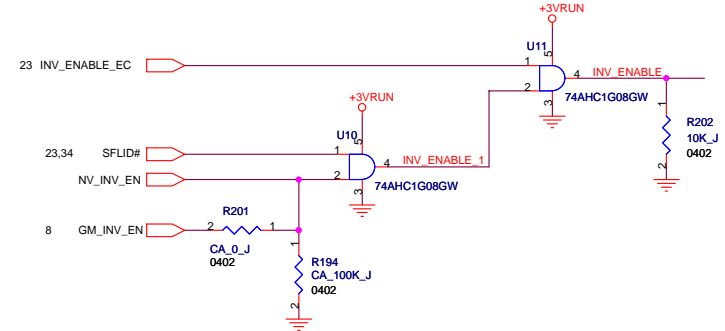 +3VRUN
U11
5
23 INV_ENABLE_EC
1
4
INV_ENABLE
2
+3VRUN
74AHC1G08GW
3
1
R202
10K_J
0402
2
U10
5
23,34 SFLID#
1
4
INV_ENABLE_1
NV_INV_EN
2
74AHC1G08GW
3
R201
8 GM_INV_EN
2
1
CA_0_J
0402
1
R194
CA_100K_J
0402
2